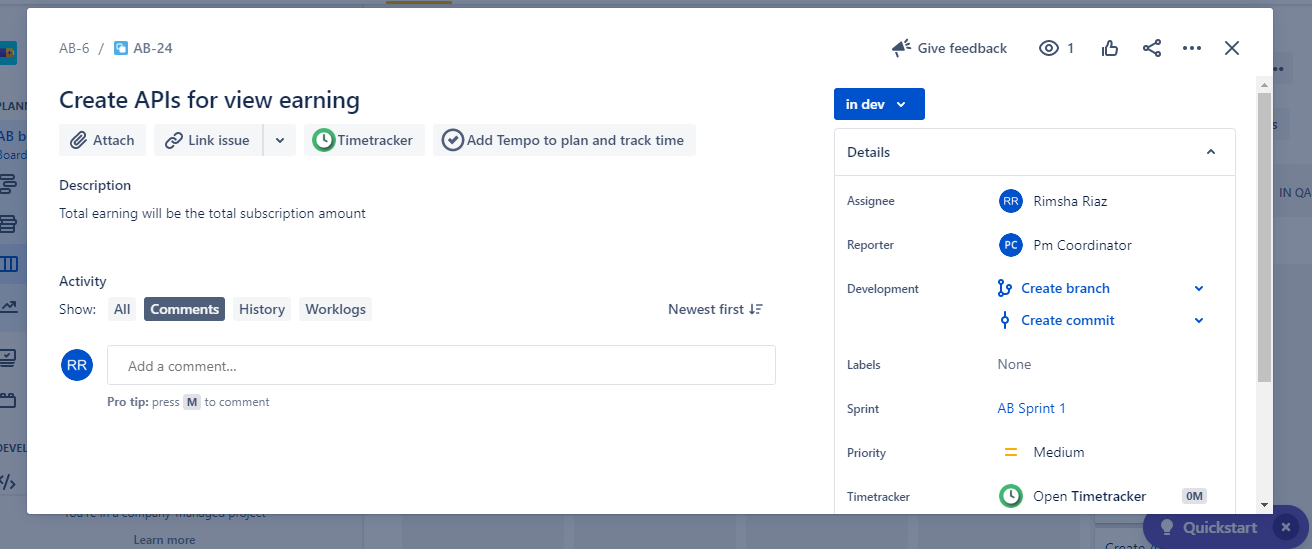 AB-6 / AB-24
Give feedback
1
Create APIs for view earning
Attach
Link issue
Timetracker
Add Tempo to plan and track time
Description
Total earning will be the total subscription amount
Activity
Show: All Comments History Worklogs
Newest first
RR
Add a comment…
Pro tip: press M to comment
in dev
Details
Assignee
RR Rimsha Riaz
Reporter
PC Pm Coordinator
Development
Create branch
Create commit
Labels
None
Sprint
AB Sprint 1
Priority
Medium
Timetracker
Open Timetracker
0M
AB b
Board
IN QA
You're in a company-managed project
Learn more
Quickstart